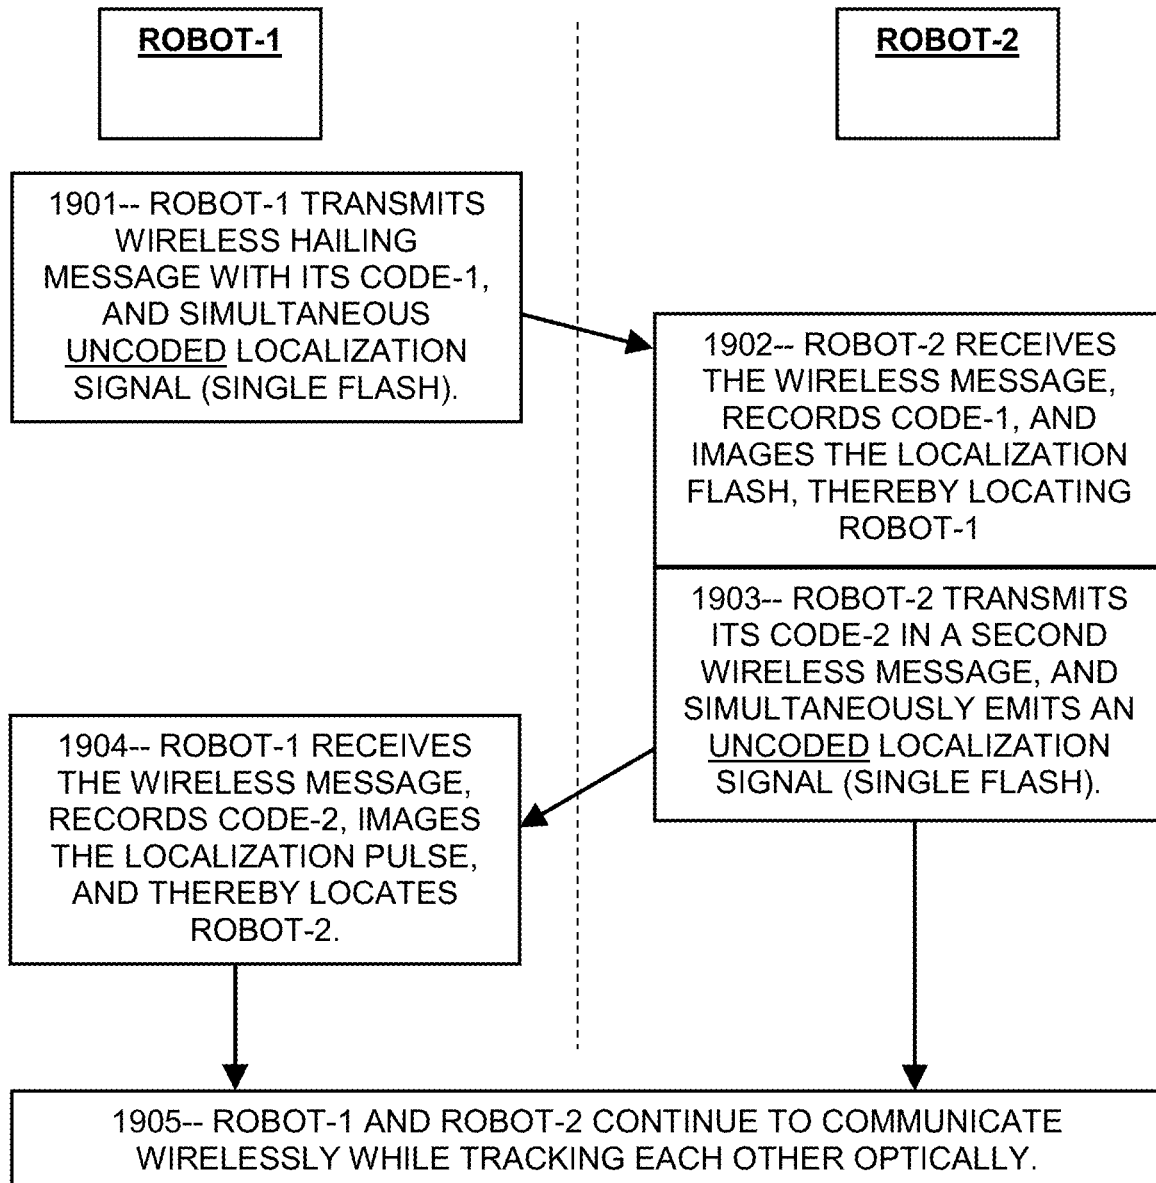 ROBOT-1
ROBOT-2
1901-- ROBOT-1 TRANSMITS
WIRELESS HAILING
MESSAGE WITH ITS CODE-1,
AND SIMULTANEOUS
UNCODED LOCALIZATION
SIGNAL (SINGLE FLASH).
1902-- ROBOT-2 RECEIVES
THE WIRELESS MESSAGE,
RECORDS CODE-1, AND
IMAGES THE LOCALIZATION
FLASH, THEREBY LOCATING
ROBOT-1
1903-- ROBOT-2 TRANSMITS
ITS CODE-2 IN A SECOND
WIRELESS MESSAGE, AND
SIMULTANEOUSLY EMITS AN
UNCODED LOCALIZATION
SIGNAL (SINGLE FLASH).
1904-- ROBOT-1 RECEIVES
THE WIRELESS MESSAGE,
RECORDS CODE-2, IMAGES
THE LOCALIZATION PULSE,
AND THEREBY LOCATES
ROBOT-2.
1905-- ROBOT-1 AND ROBOT-2 CONTINUE TO COMMUNICATE
WIRELESSLY WHILE TRACKING EACH OTHER OPTICALLY.